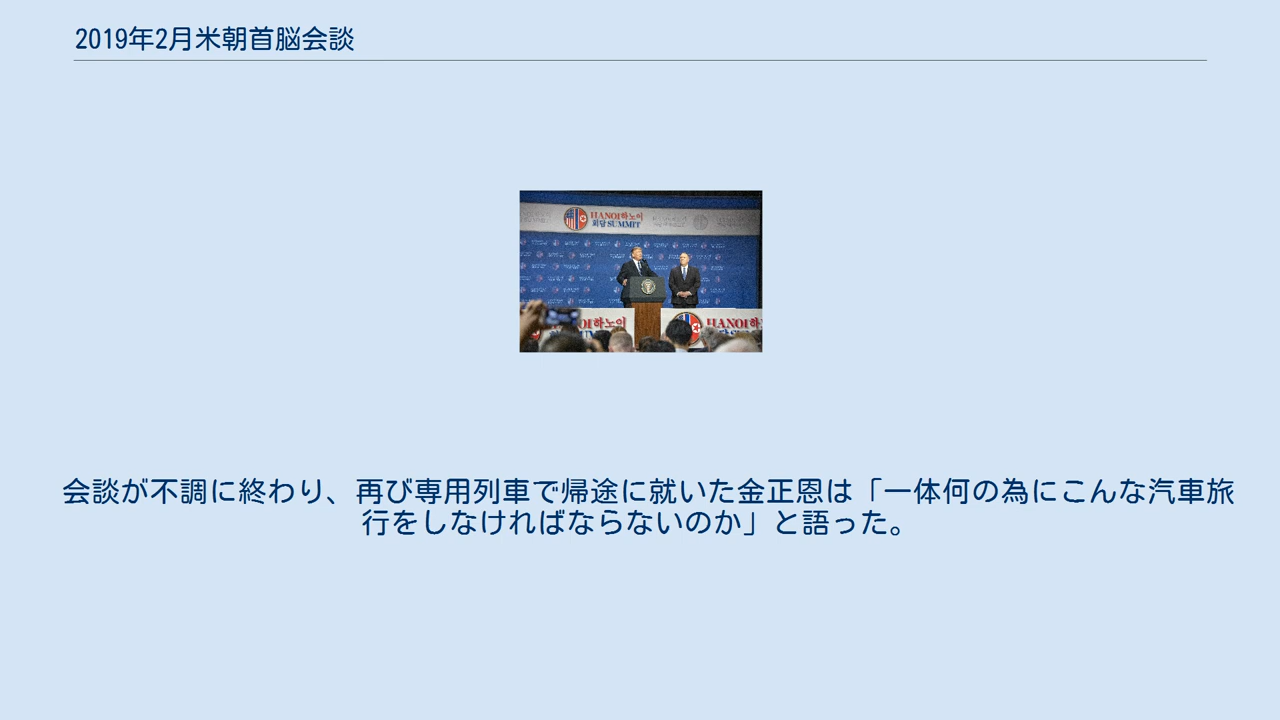 2019年2月米朝首脳会談
HANOI하노이
회담 SUMMIT
HANOI하노이
会談が不調に終わり、再び専用列車で帰途に就いた金正恩は「一体何の為にこんな汽車旅
行をしなければならないのか」と語った。